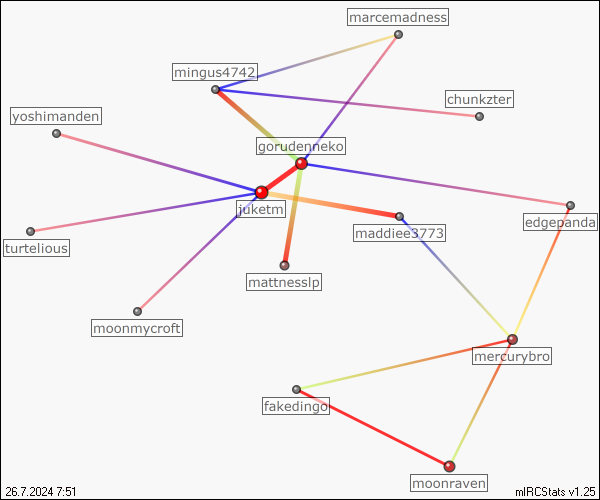 marcemadness
mingus4742
chunkzter
yoshimanden
gorudenneko
juketm
edgepanda
maddiee3773
turtelious
mattnesslp
moonmycroft
mercurybro
fakedingo
moonraven
26.7.2024 7:51
mIRCStats v1.25